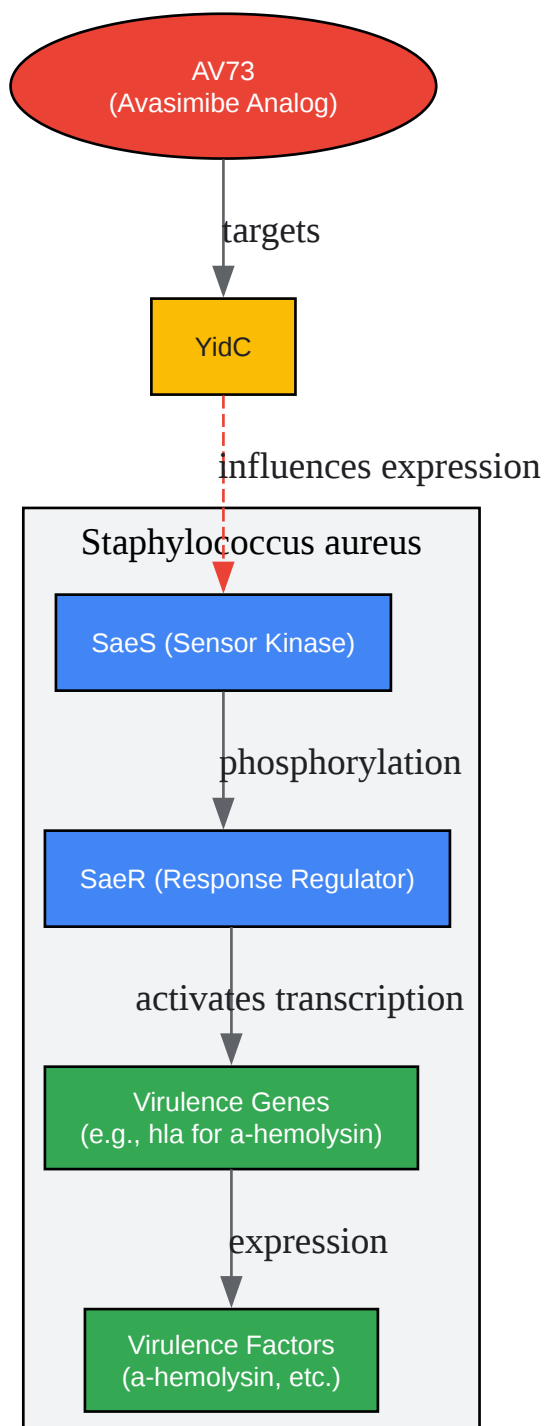 AV73
(Avasimibe Analog)
targets
YidC
influences expression
Staphylococcus aureus
SaeS (Sensor Kinase)
phosphorylation
SaeR (Response Regulator)
activates transcription
Virulence Genes
(e.g., hla for a-hemolysin)
expression
Virulence Factors
(a-hemolysin, etc.)